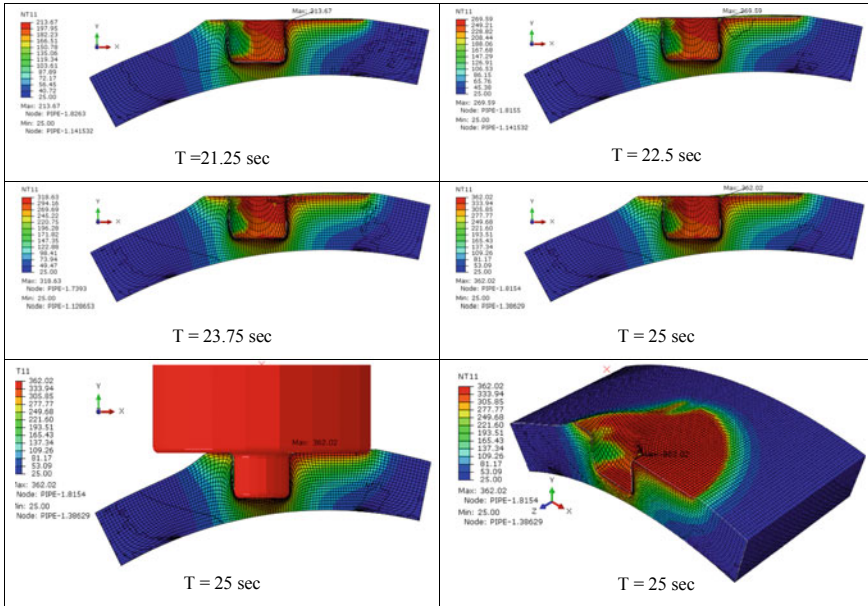 NT11
213.67
197.95
182.23
166.51
150.78
135.06
119.34
103.61
87.89
72.17
56.45
40.72
25.00
Max: 213.67
Node: PIPE-1.8263
Min: 25.00
Node: PIPE-1.141532
Y
X
Max: 213.67
T =21.25 sec
NT11
269.59
249.21
228.82
208.44
188.06
167.68
147.29
126.91
106.53
86.15
65.76
45.38
25.00
Max: 269.59
Node: PIPE-1.8155
Min: 25.00
Node: PIPE-1.141532
Y
X
Max: 269.59
T = 22.5 sec
NT11
318.63
294.16
269.69
245.22
220.75
196.28
171.82
147.35
122.88
98.41
73.94
49.47
25.00
Max: 318.63
Node: PIPE-1.7393
Min: 25.00
Node: PIPE-1.128653
Y
X
T = 23.75 sec
NT11
362.02
333.94
305.85
277.77
249.68
221.60
193.51
165.43
137.34
109.26
81.17
53.09
25.00
Max: 362.02
Node: PIPE-1.8154
Min: 25.00
Node: PIPE-1.38629
Y
X
Max: 362.02
T = 25 sec
T11
362.02
333.94
305.85
277.77
249.68
221.60
193.51
165.43
137.34
109.26
81.17
53.09
25.00
Max: 362.02
Node: PIPE-1.8154
Min: 25.00
Node: PIPE-1.38629
Y
X
X
Max: 362.02
T = 25 sec
NT11
362.02
333.94
305.85
277.77
249.68
221.60
193.51
165.43
137.34
109.26
81.17
53.09
25.00
Max: 362.02
Node: PIPE-1.8154
Min: 25.00
Node: PIPE-1.38629
X
Y
Z
X
Max: 362.02
T = 25 sec